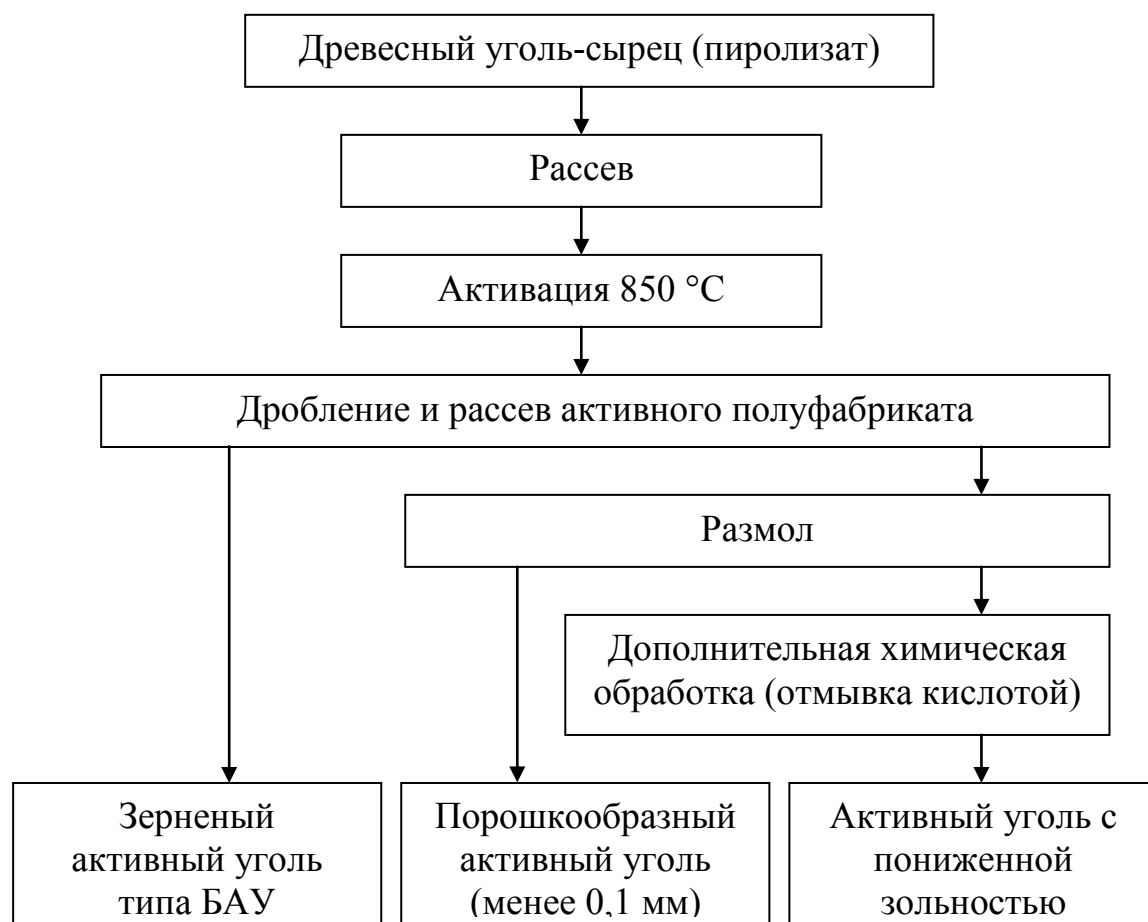 Древесный уголь-сырец (пиролизат)
Рассев
Активация 850 °С
Дробление и рассев активного полуфабриката
Размол
Дополнительная химическая
обработка (отмывка кислотой)
Зерненый
активный уголь
типа БАУ
Порошкообразный
активный уголь
(менее 0,1 мм)
Активный уголь с
пониженной
зольностью